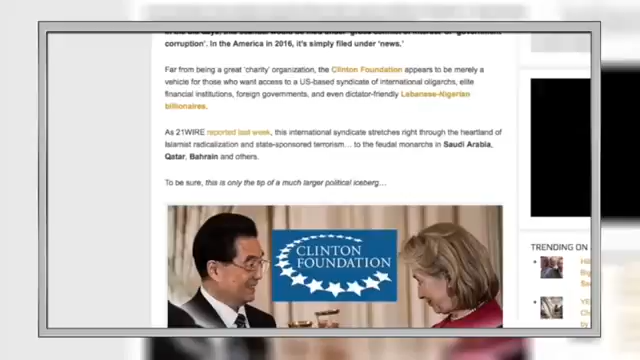 corruption’. In the America in 2016, it’s simply filed under ‘news.’
Far from being a great ‘charity’ organization, the Clinton Foundation appears to be merely a
vehicle for those who want access to a US-based syndicate of international oligarchs, elite
financial institutions, foreign governments, and even dictator-friendly Lebanese-Nigerian
billionaires.
As 21WIRE reported last week, this international syndicate stretches right through the heartland of
Islamist radicalization and state-sponsored terrorism… to the feudal monarchs in Saudi Arabia,
Qatar, Bahrain and others.
To be sure, this is only the tip of a much larger political iceberg…
CLINTON
FOUNDATION
TRENDING ON